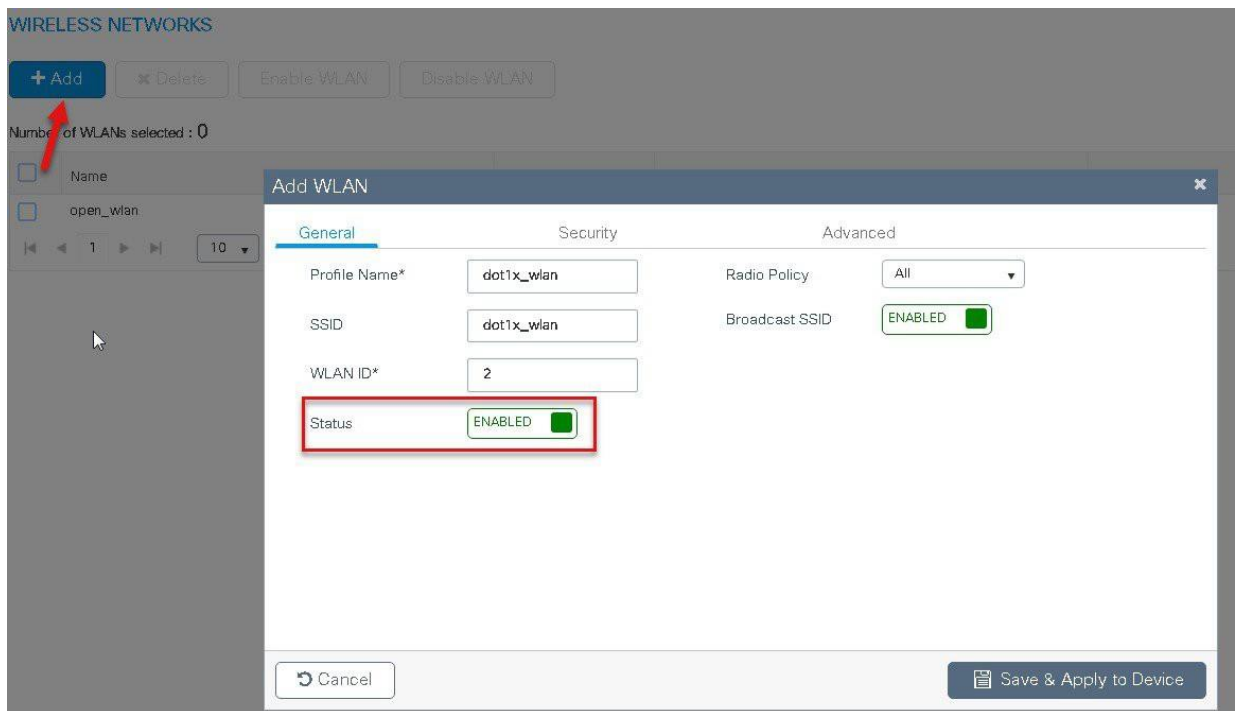 WIRELESS NETWORKS
+ Add
✖ Delete
Enable WLAN
Disable WLAN
Number of WLANs selected : 0
Name
open_wlan
1
10
Add WLAN
General
Security
Advanced
Profile Name*
dot1x_wlan
Radio Policy
All
SSID
dot1x_wlan
Broadcast SSID
ENABLED
WLAN ID*
2
Status
ENABLED
Cancel
Save & Apply to Device